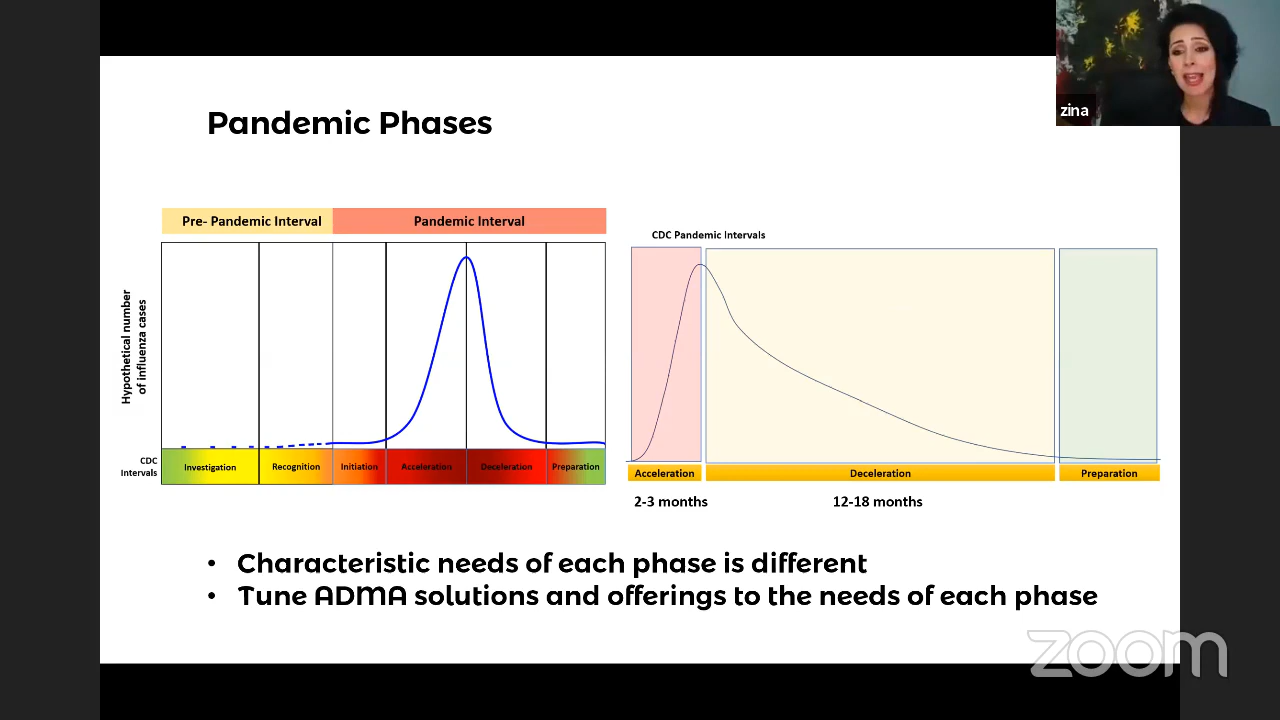 zina
Pandemic Phases
Pre- Pandemic Interval
Pandemic Interval
Hypothetical number
of influenza cases
CDC
Intervals
Investigation
Recognition
Initiation
Acceleration
Deceleration
Preparation
CDC Pandemic Intervals
Acceleration
Deceleration
Preparation
2-3 months
12-18 months
• Characteristic needs of each phase is different
• Tune ADMA solutions and offerings to the needs of each phase
zoom